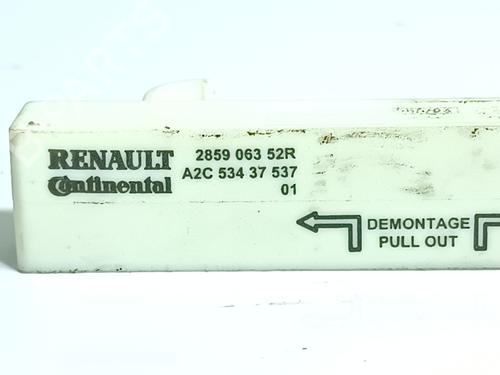 RENAULT 2859 063 52R
Continental A2C 534 37 537
01
DEMONTAGE
PULL OUT